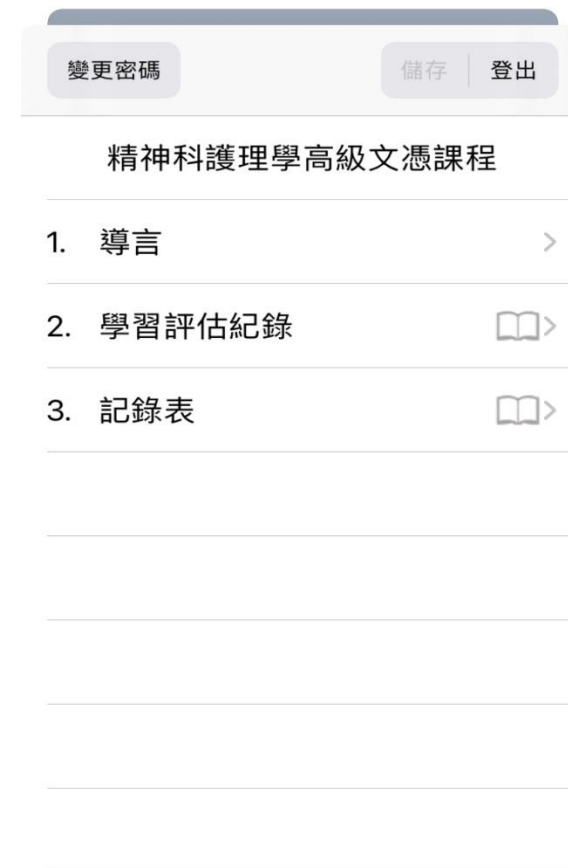 變更密碼 儲存 登出
精神科護理學高級文憑課程
1. 導言
2. 學習評估紀錄
3. 記錄表